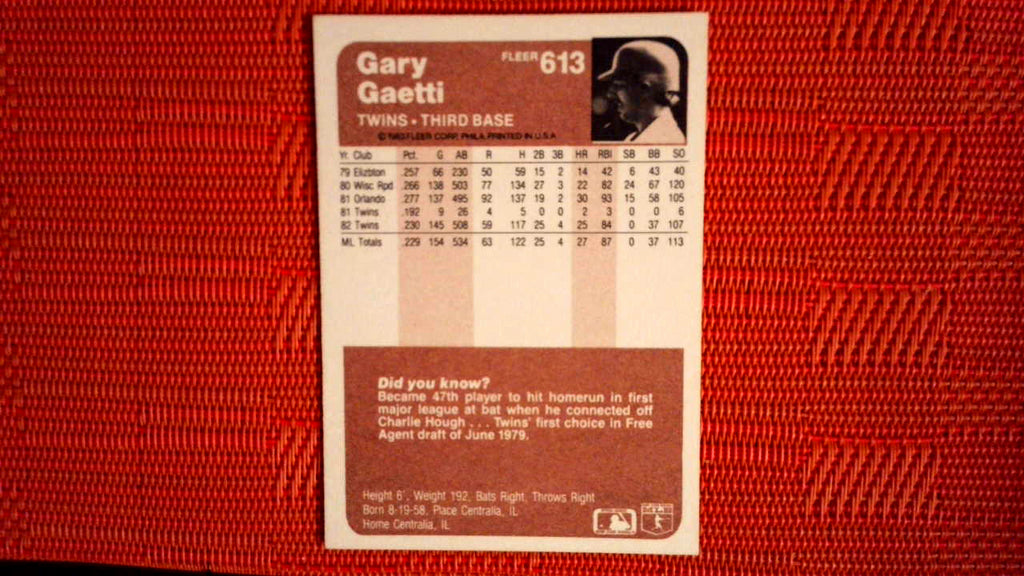 Gary
Gaetti
FLEER 613
TWINS • THIRD BASE
© 1983 FLEER CORP. PHILA. PRINTED IN U.S.A.
Yr. Club Pct. G AB R H 2B 3B HR RBI SB BB SO
79 Elizbton .257 66 230 50 59 15 2 14 42 6 43 40
80 Wisc Rpd .266 138 503 77 134 27 3 22 82 24 67 120
81 Orlando .277 137 495 92 137 19 2 30 93 15 58 105
81 Twins .192 9 26 4 5 0 0 2 3 0 0 6
82 Twins .230 145 508 59 117 25 4 25 84 0 37 107
ML Totals .229 154 534 63 122 25 4 27 87 0 37 113
Did you know?
Became 47th player to hit homerun in first
major league at bat when he connected off
Charlie Hough . . . Twins' first choice in Free
Agent draft of June 1979.
Height 6', Weight 192, Bats Right, Throws Right
Born 8-19-58, Place Centralia, IL
Home Centralia, IL